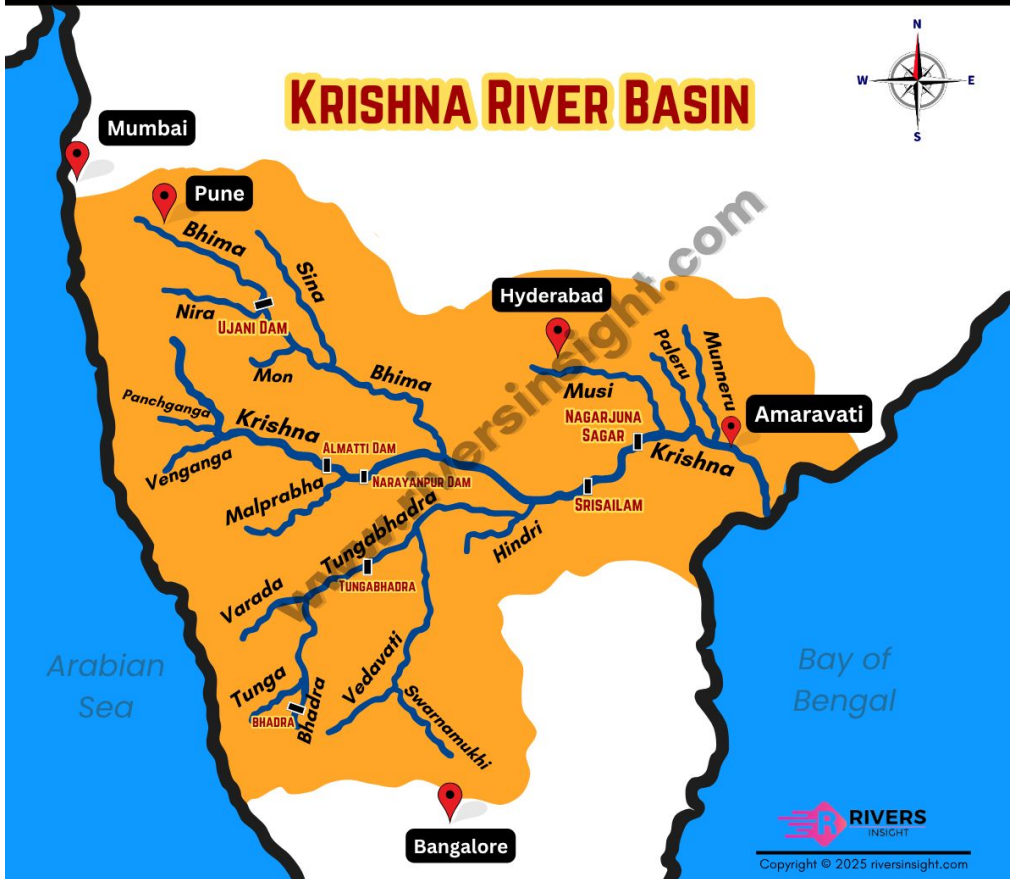 KRISHNA RIVER BASIN
N
W
E
S
Mumbai
Pune
Bhima
Sina
Nira
UJANI DAM
Mon
Bhima
Hyderabad
Musi
Paleru
Munneru
NAGARJUNA
SAGAR
Amaravati
Krishna
Panchganga
Krishna
Venganga
ALMATTI DAM
NARAYANPUR DAM
Malprabha
SRISAILAM
Hindri
Tungabhadra
TUNGABHADRA
Varada
Tunga
BHADRA
Bhadra
Vedavati
Swarnamukhi
Arabian
Sea
Bay of
Bengal
Bangalore
www.riversinsight.com
R
RIVERS
INSIGHT
Copyright © 2025 riversinsight.com